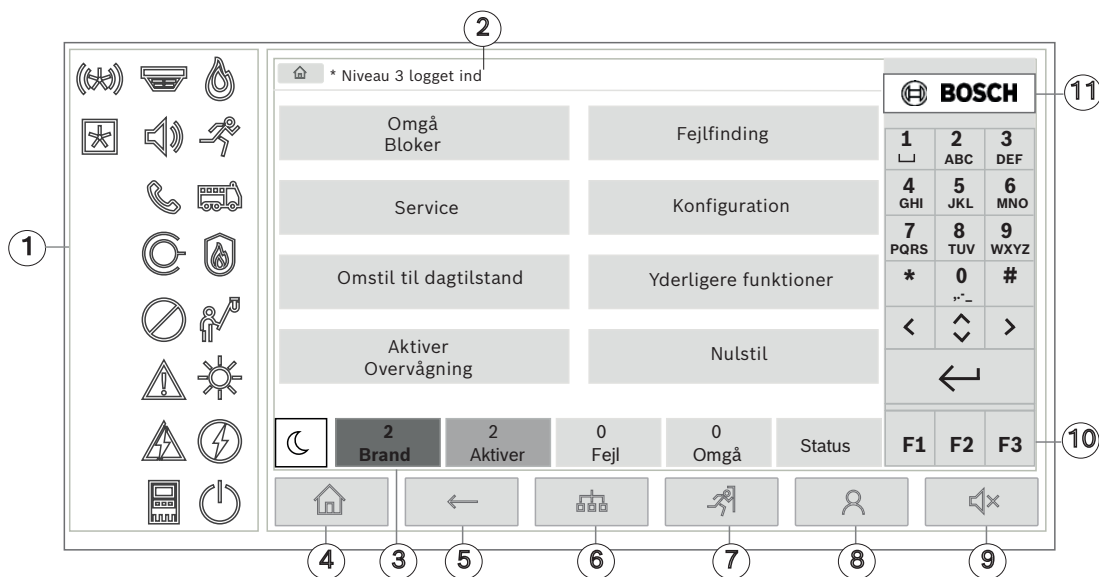 2
* Niveau 3 logget ind
BOSCH
11
Omgå
Bloker
Fejlfinding
1
2
ABC
3
DEF
Service
Konfiguration
4
GHI
5
JKL
6
MNO
1
7
PQRS
8
TUV
9
WXYZ
Omstil til dagtilstand
Yderligere funktioner
*
0
,.-_
#
Aktiver
Overvågning
Nulstil
2
Brand
2
Aktiver
0
Fejl
0
Omgå
Status
F1
F2
F3
10
4
3
5
6
7
8
9